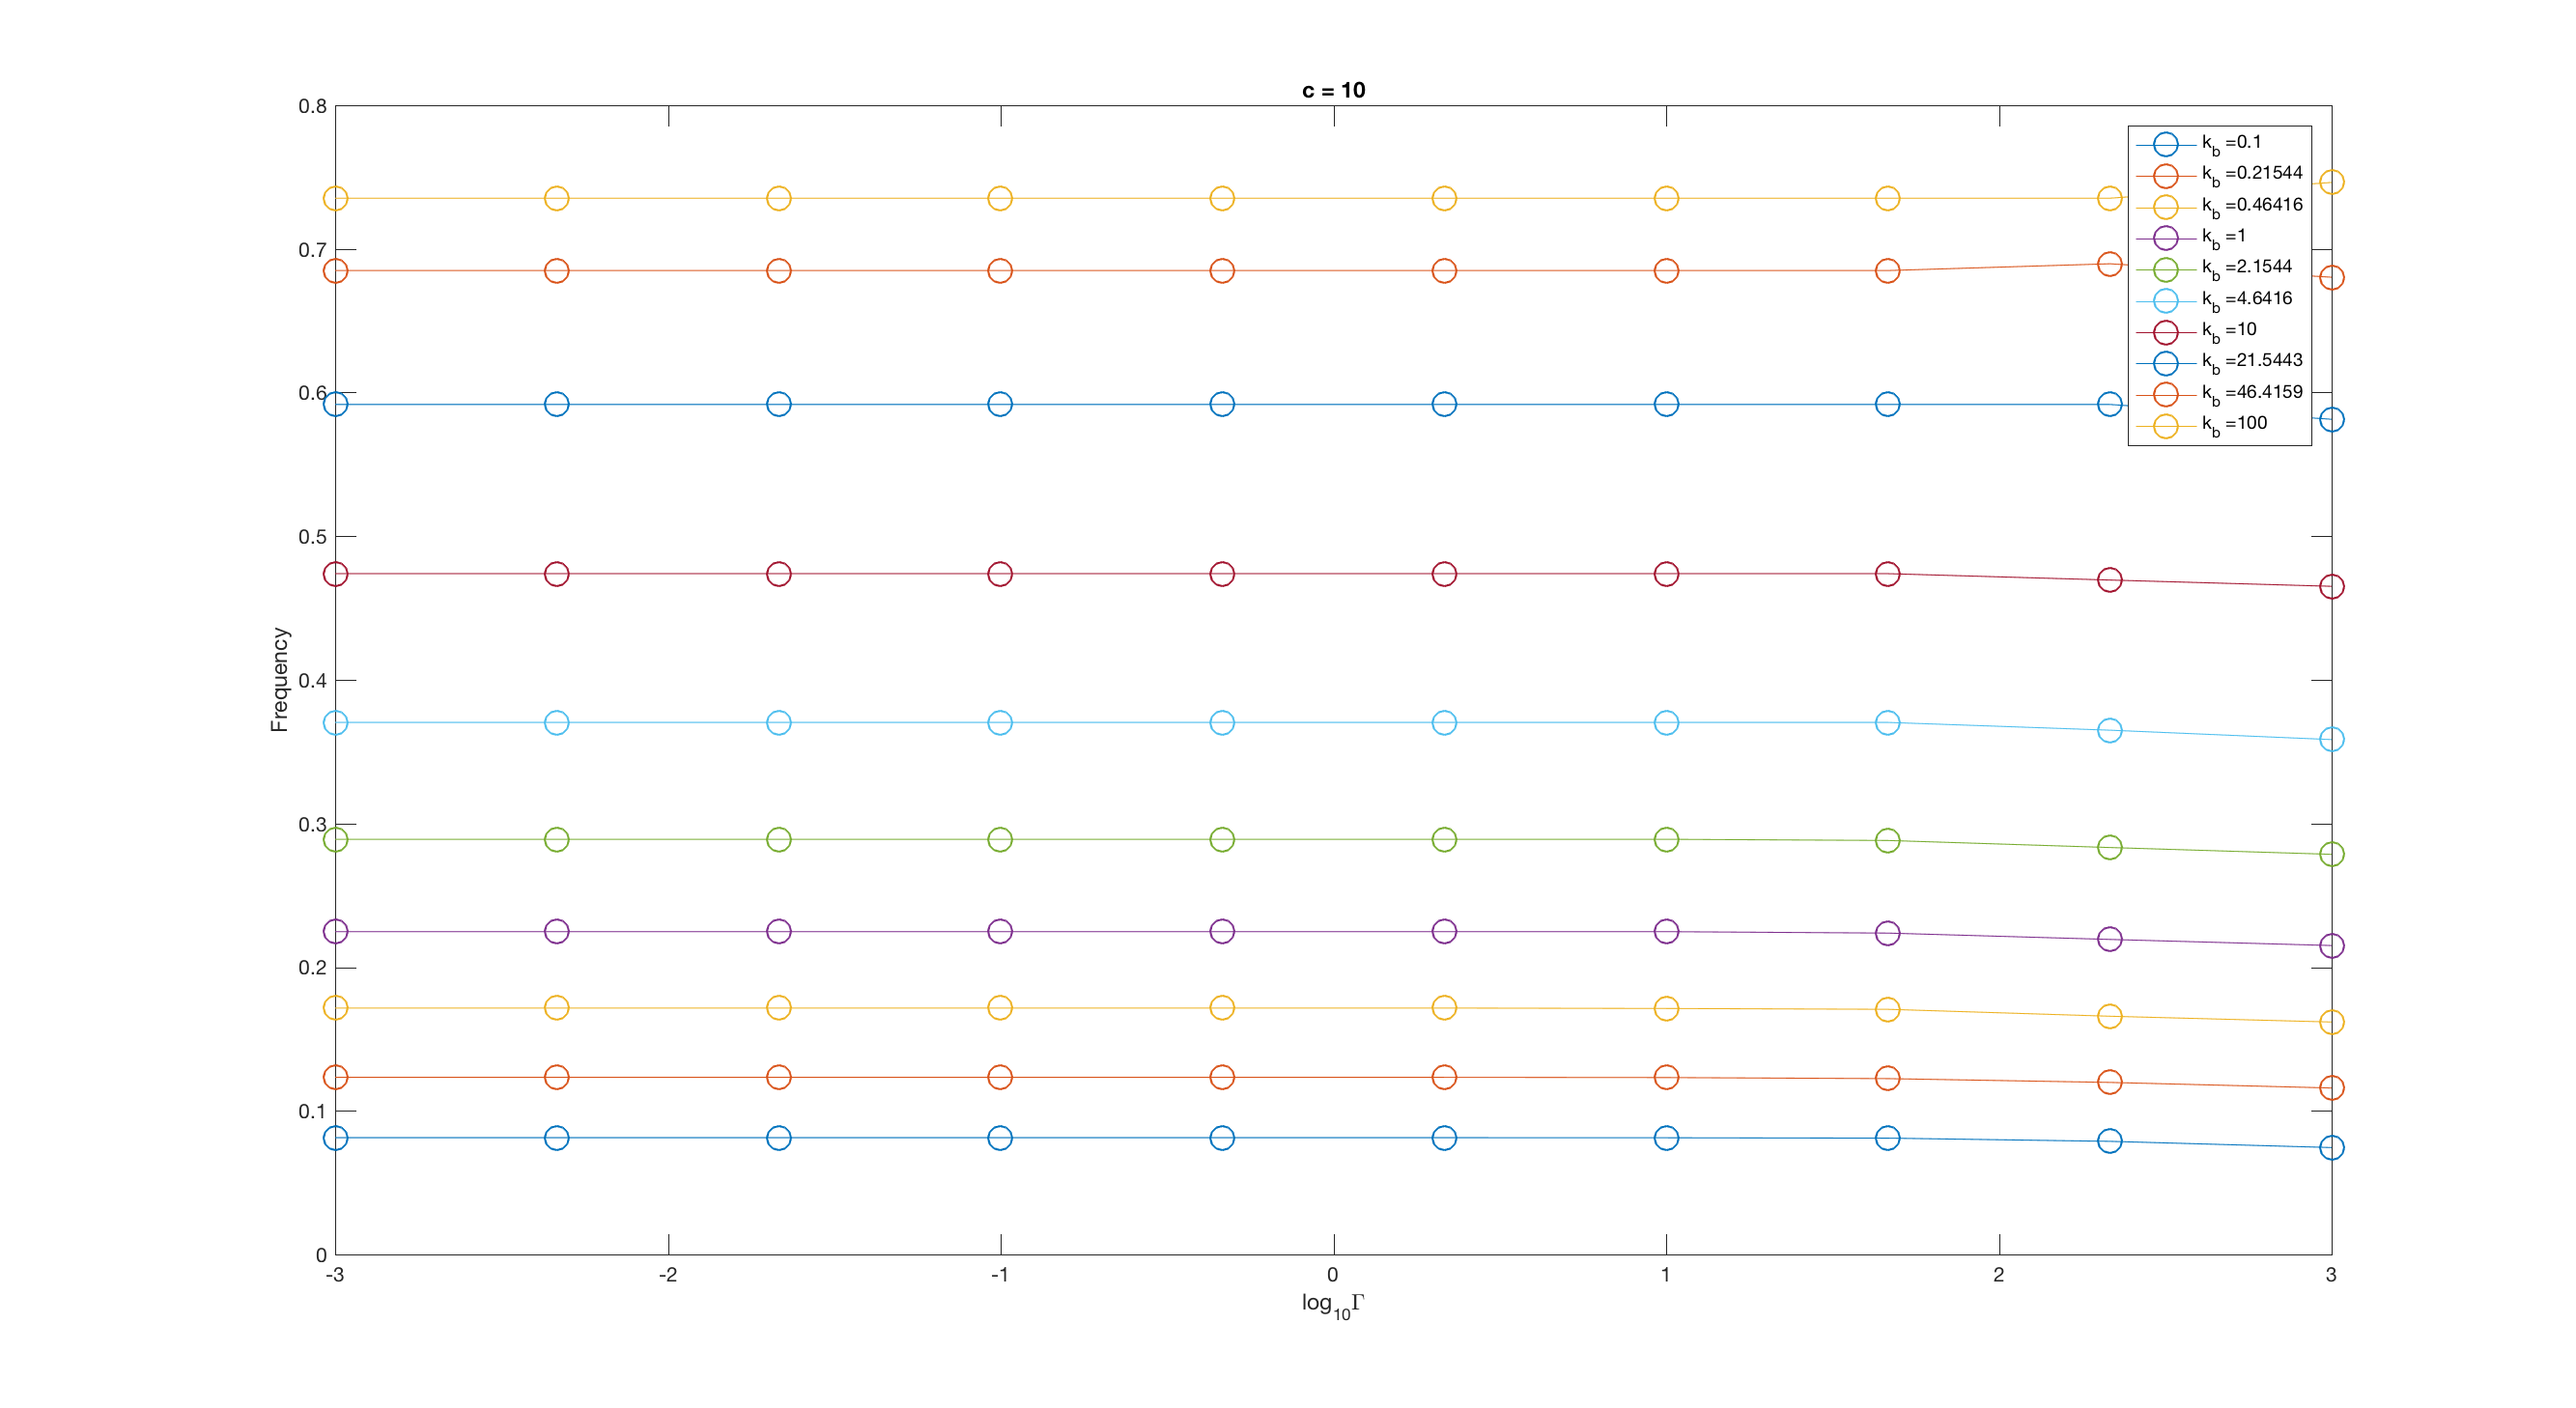 c = 10
0.8
0.7
0.6
0.5
0.4
0.3
0.2
0.1
0
Frequency
-3 -2 -1 0 1 2 3
log10Γ
kb =0.1
kb =0.21544
kb =0.46416
kb =1
kb =2.1544
kb =4.6416
kb =10
kb =21.5443
kb =46.4159
kb =100